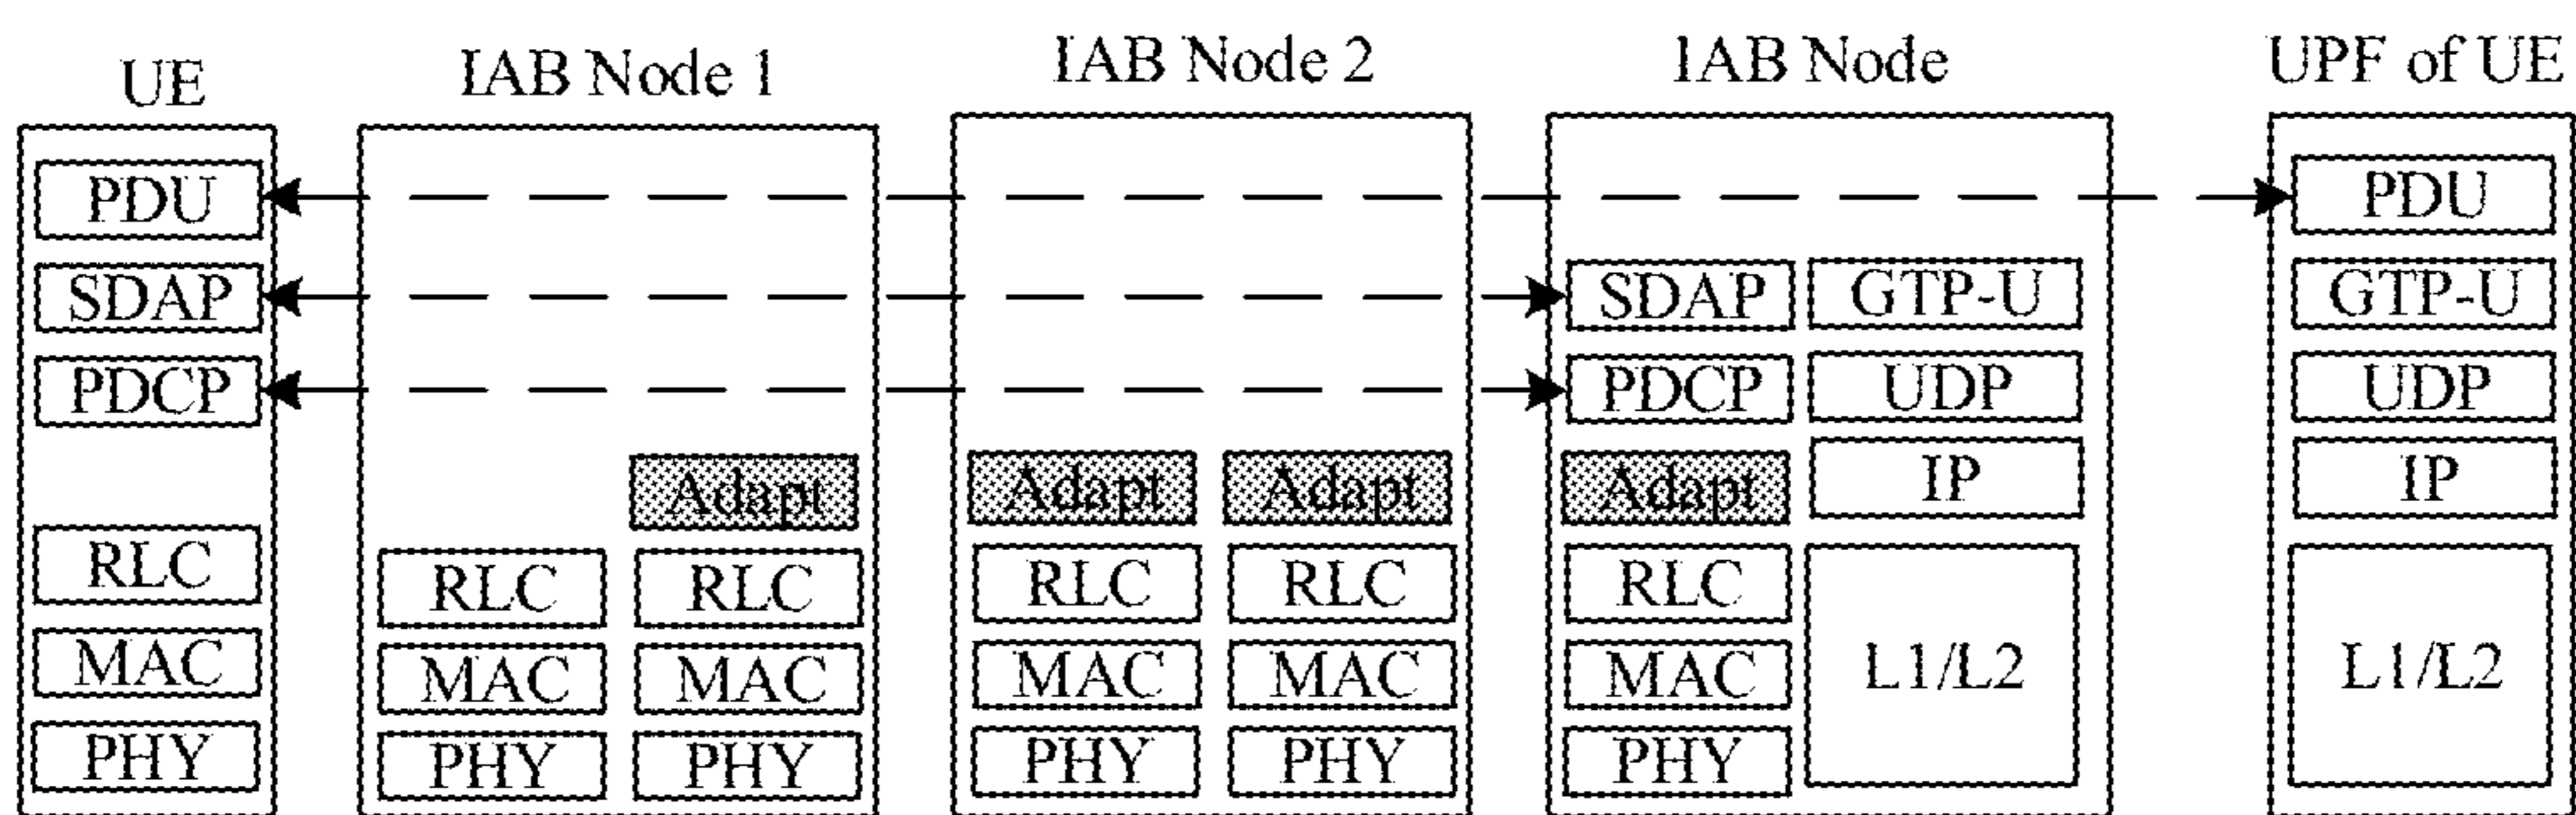 UE
IAB Node 1
IAB Node 2
IAB Node
UPF of UE
PDU
PDU
SDAP
SDAP
GTP-U
GTP-U
PDCP
PDCP
UDP
UDP
Adapt
Adapt
Adapt
Adapt
IP
IP
RLC
RLC
RLC
RLC
RLC
RLC
MAC
MAC
MAC
MAC
MAC
MAC
L1/L2
L1/L2
PHY
PHY
PHY
PHY
PHY
PHY